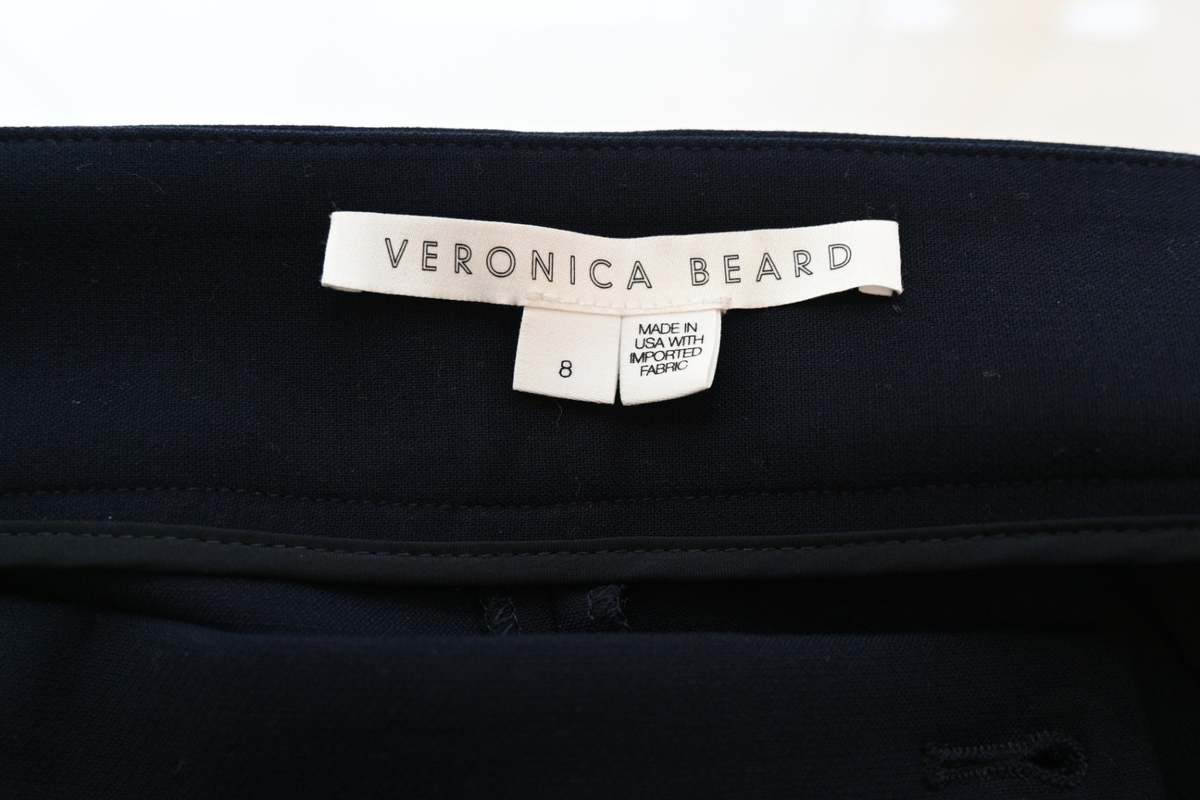 VERONICA BEARD
8
MADE IN
USA WITH
IMPORTED
FABRIC